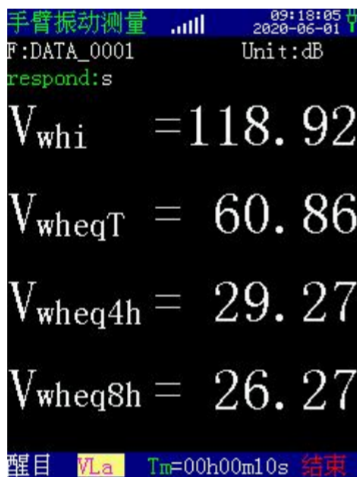 手臂振动测量 09:18:05
2020-06-01
F:DATA_0001 Unit:dB
respond:s
Vwhi =118.92
VwheqT = 60.86
Vwheq4h = 29.27
Vwheq8h = 26.27
醒目 VLa Tm=00h00m10s 结束